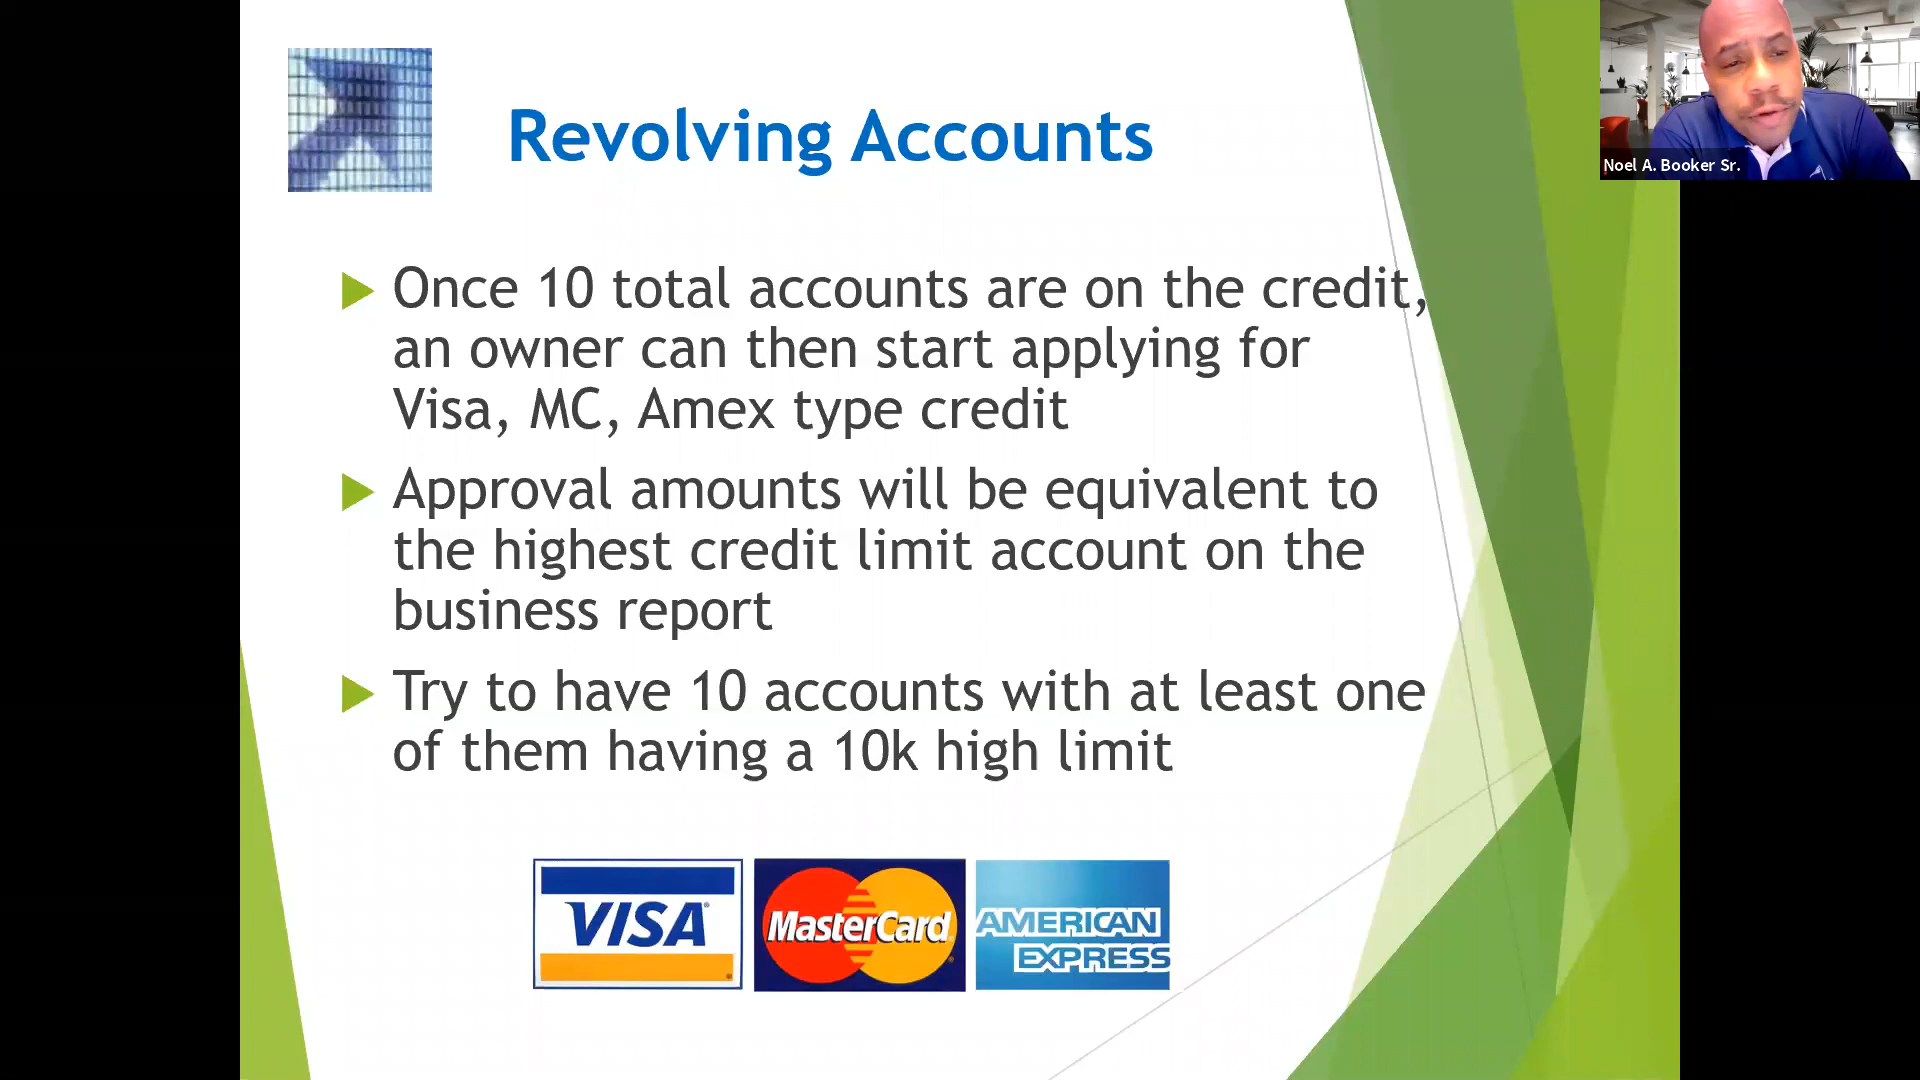 Revolving Accounts
Noel A. Booker Sr.
Once 10 total accounts are on the credit,
an owner can then start applying for
Visa, MC, Amex type credit
Approval amounts will be equivalent to
the highest credit limit account on the
business report
Try to have 10 accounts with at least one
of them having a 10k high limit
VISA
MasterCard
AMERICAN
EXPRESS